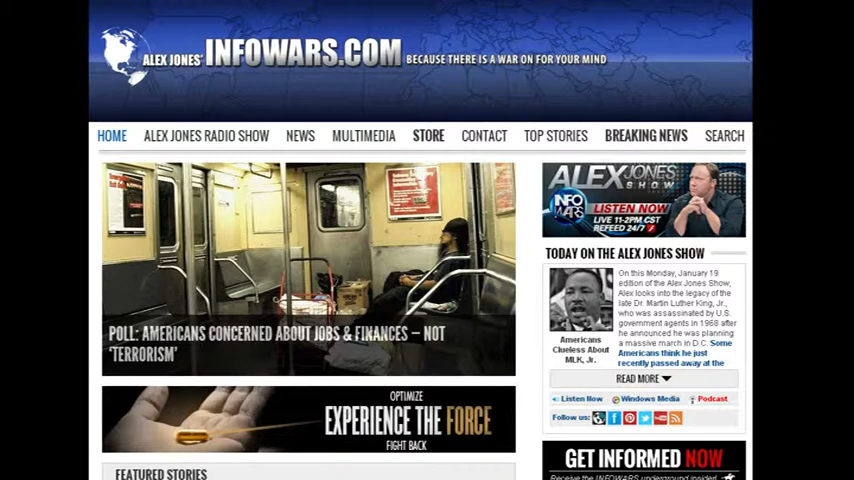 ALEX JONES' INFOWARS.COM BECAUSE THERE IS A WAR ON FOR YOUR MIND
HOME ALEX JONES RADIO SHOW NEWS MULTIMEDIA STORE CONTACT TOP STORIES BREAKING NEWS SEARCH
POLL: AMERICANS CONCERNED ABOUT JOBS & FINANCES – NOT
'TERRORISM'
OPTIMIZE
EXPERIENCE THE FORCE
FIGHT BACK
FEATURED STORIES
ALEX JONES
SHOW
INFO
WARS
LISTEN NOW
LIVE 11-2PM CST
REFEED 24/7
TODAY ON THE ALEX JONES SHOW
Americans
Clueless About
MLK, Jr.
On this Monday, January 19
edition of the Alex Jones Show,
Alex looks into the legacy of the
late Dr. Martin Luther King, Jr.,
who was assassinated by U.S.
government agents in 1968 after
he announced he was planning
a massive march in D.C. Some
Americans think he just
recently passed away at the
READ MORE
Listen Now Windows Media Podcast
Follow us:
GET INFORMED NOW
Receive the INFOWARS underground insider!